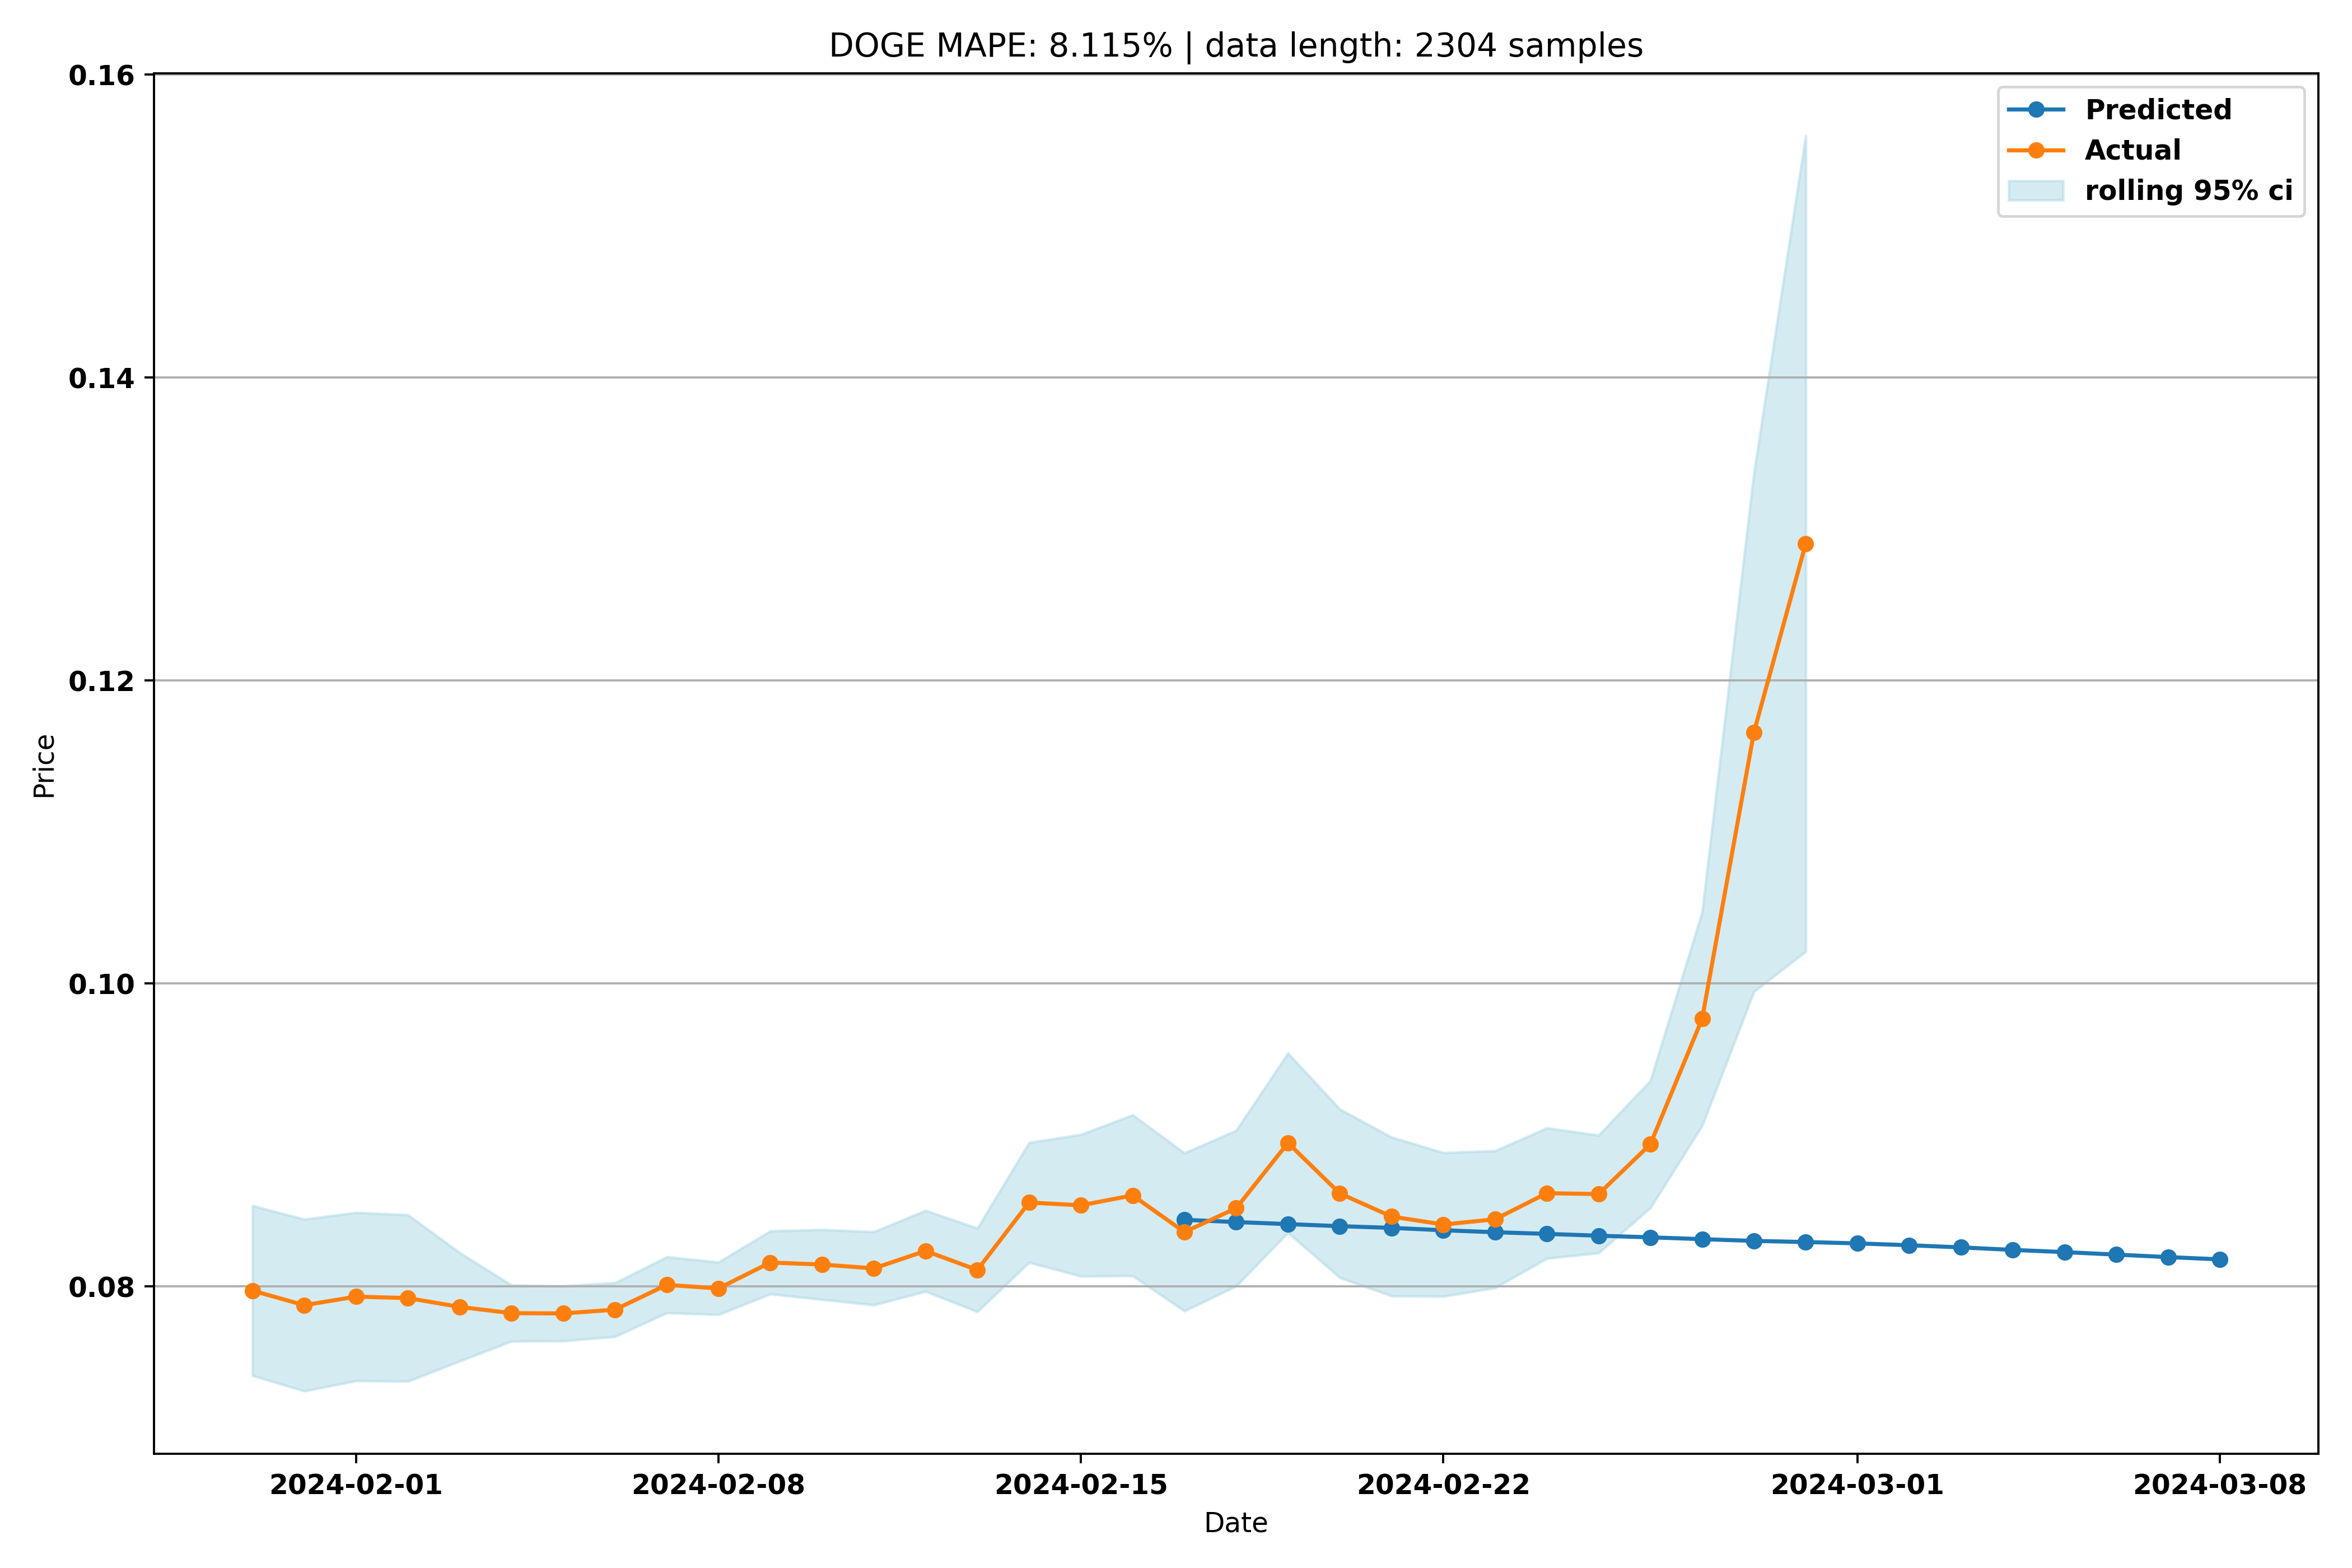 DOGE MAPE: 8.115% | data length: 2304 samples
Predicted
Actual
rolling 95% ci
Price
0.16
0.14
0.12
0.10
0.08
2024-02-01
2024-02-08
2024-02-15
2024-02-22
2024-03-01
2024-03-08
Date